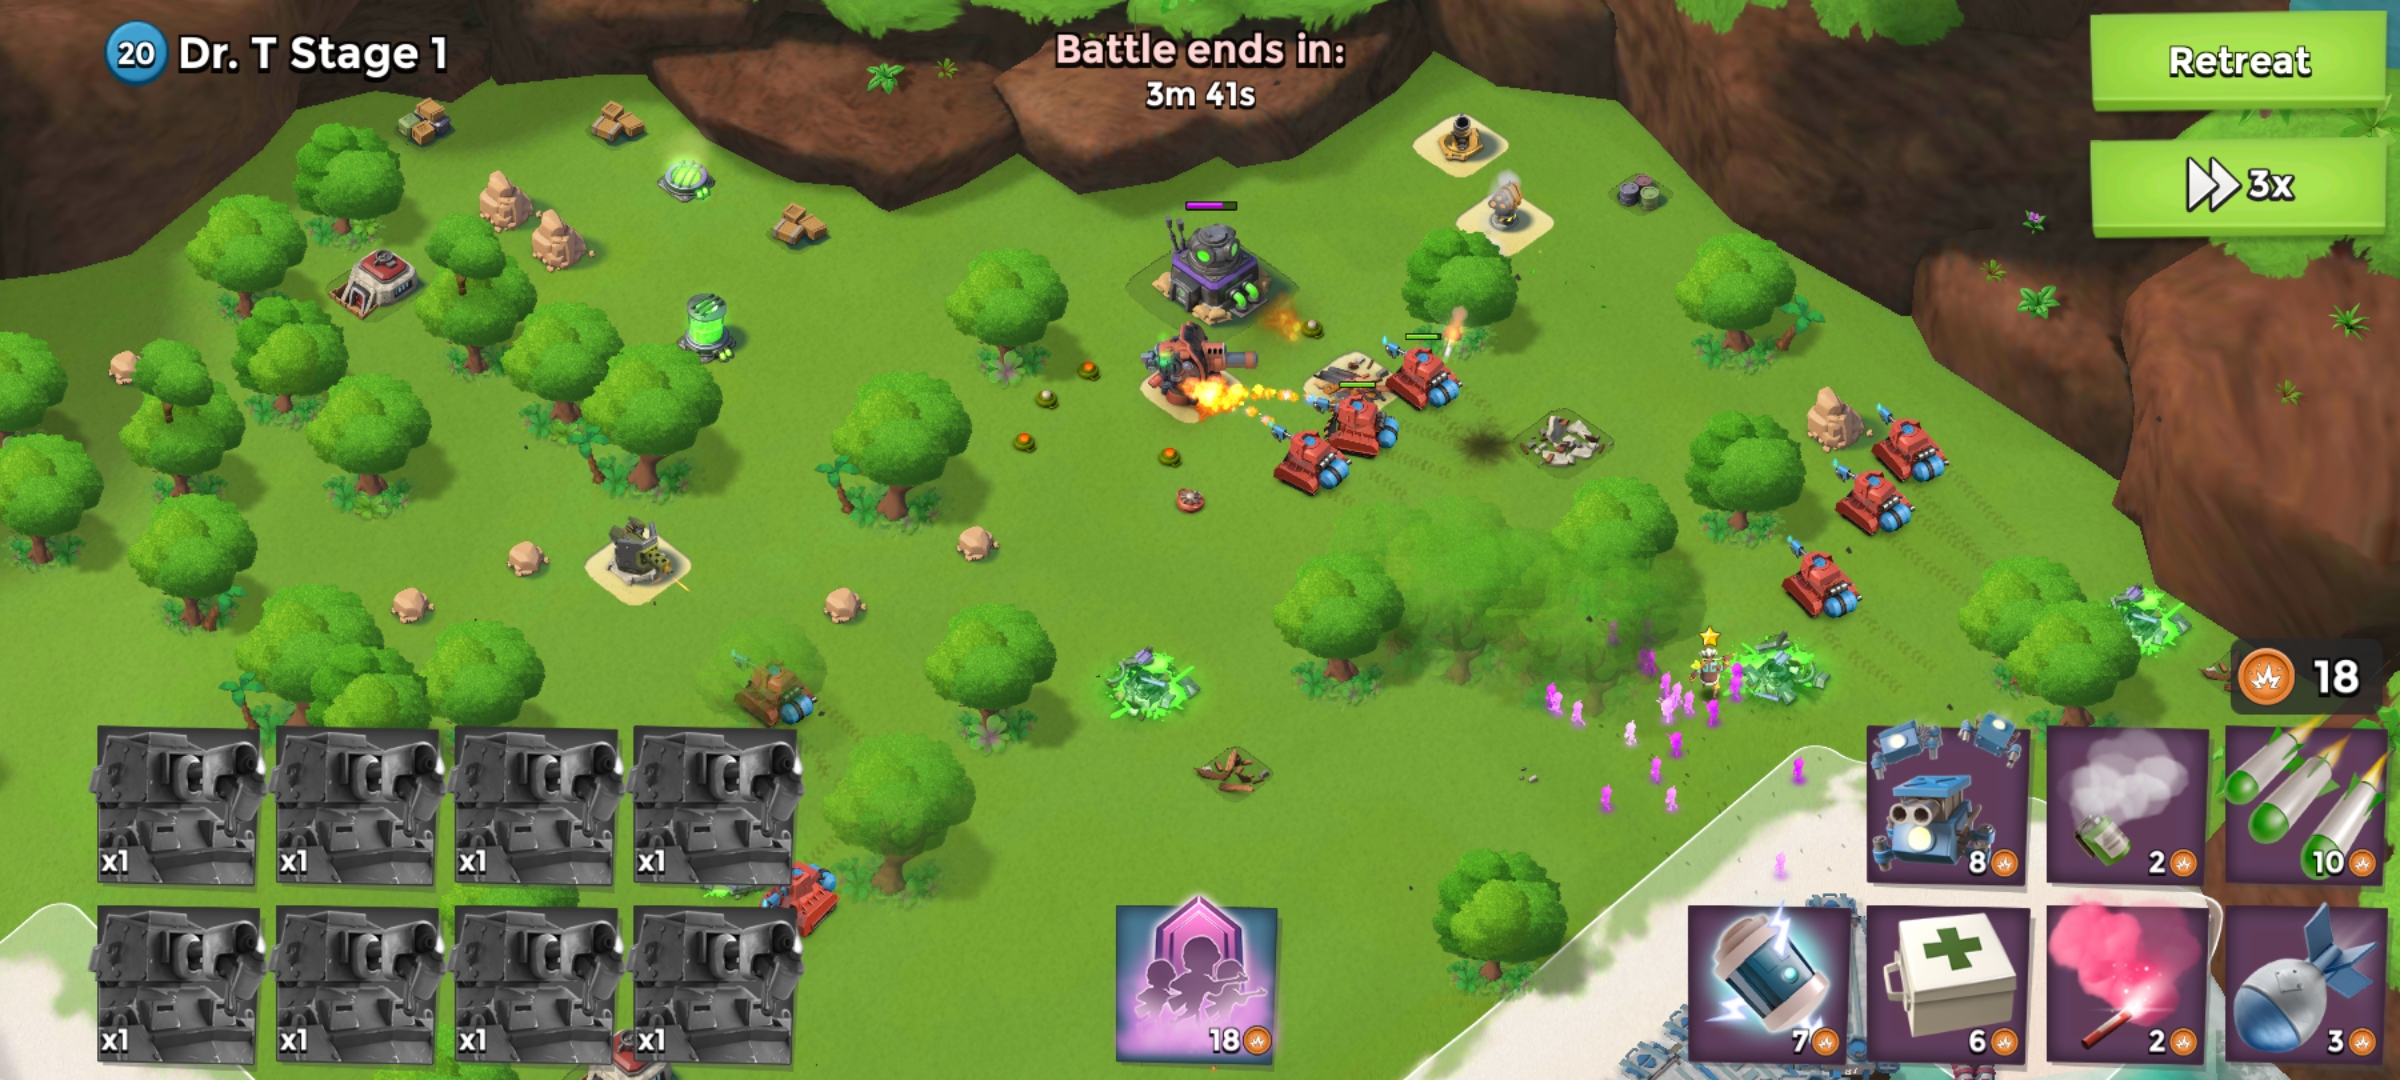 20 Dr. T Stage 1
Battle ends in:
3m 41s
Retreat
3x
18
x1 x1 x1 x1
8 2 10
x1 x1 x1 x1
18
7 6 2 3